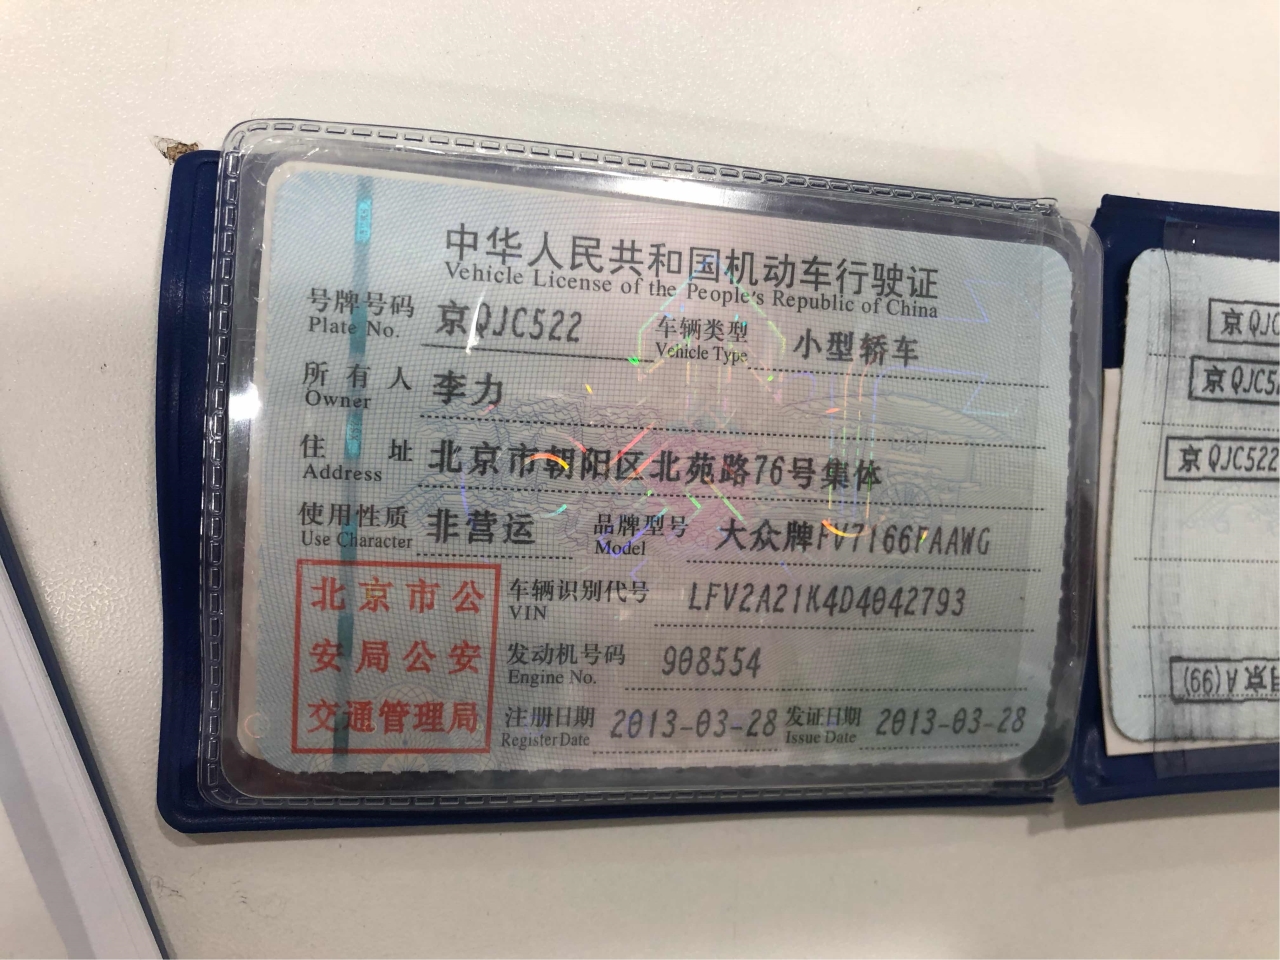 中华人民共和国机动车行驶证
Vehicle License of the People's Republic of China
号牌号码 京QJC522 车辆类型 小型轿车
Plate No. Vehicle Type
所有人 李力
Owner
住址 北京市朝阳区北苑路76号集体
Address
使用性质 非营运 品牌型号 大众牌FV7166FAAWG
Use Character Model
北京市公
安局公安
交通管理局
车辆识别代号 LFV2A21K4D4042793
VIN
发动机号码 908554
Engine No.
注册日期 2013-03-28 发证日期 2013-03-28
Register Date Issue Date
京QJC
京QJC5
京QJC522
京A(99)